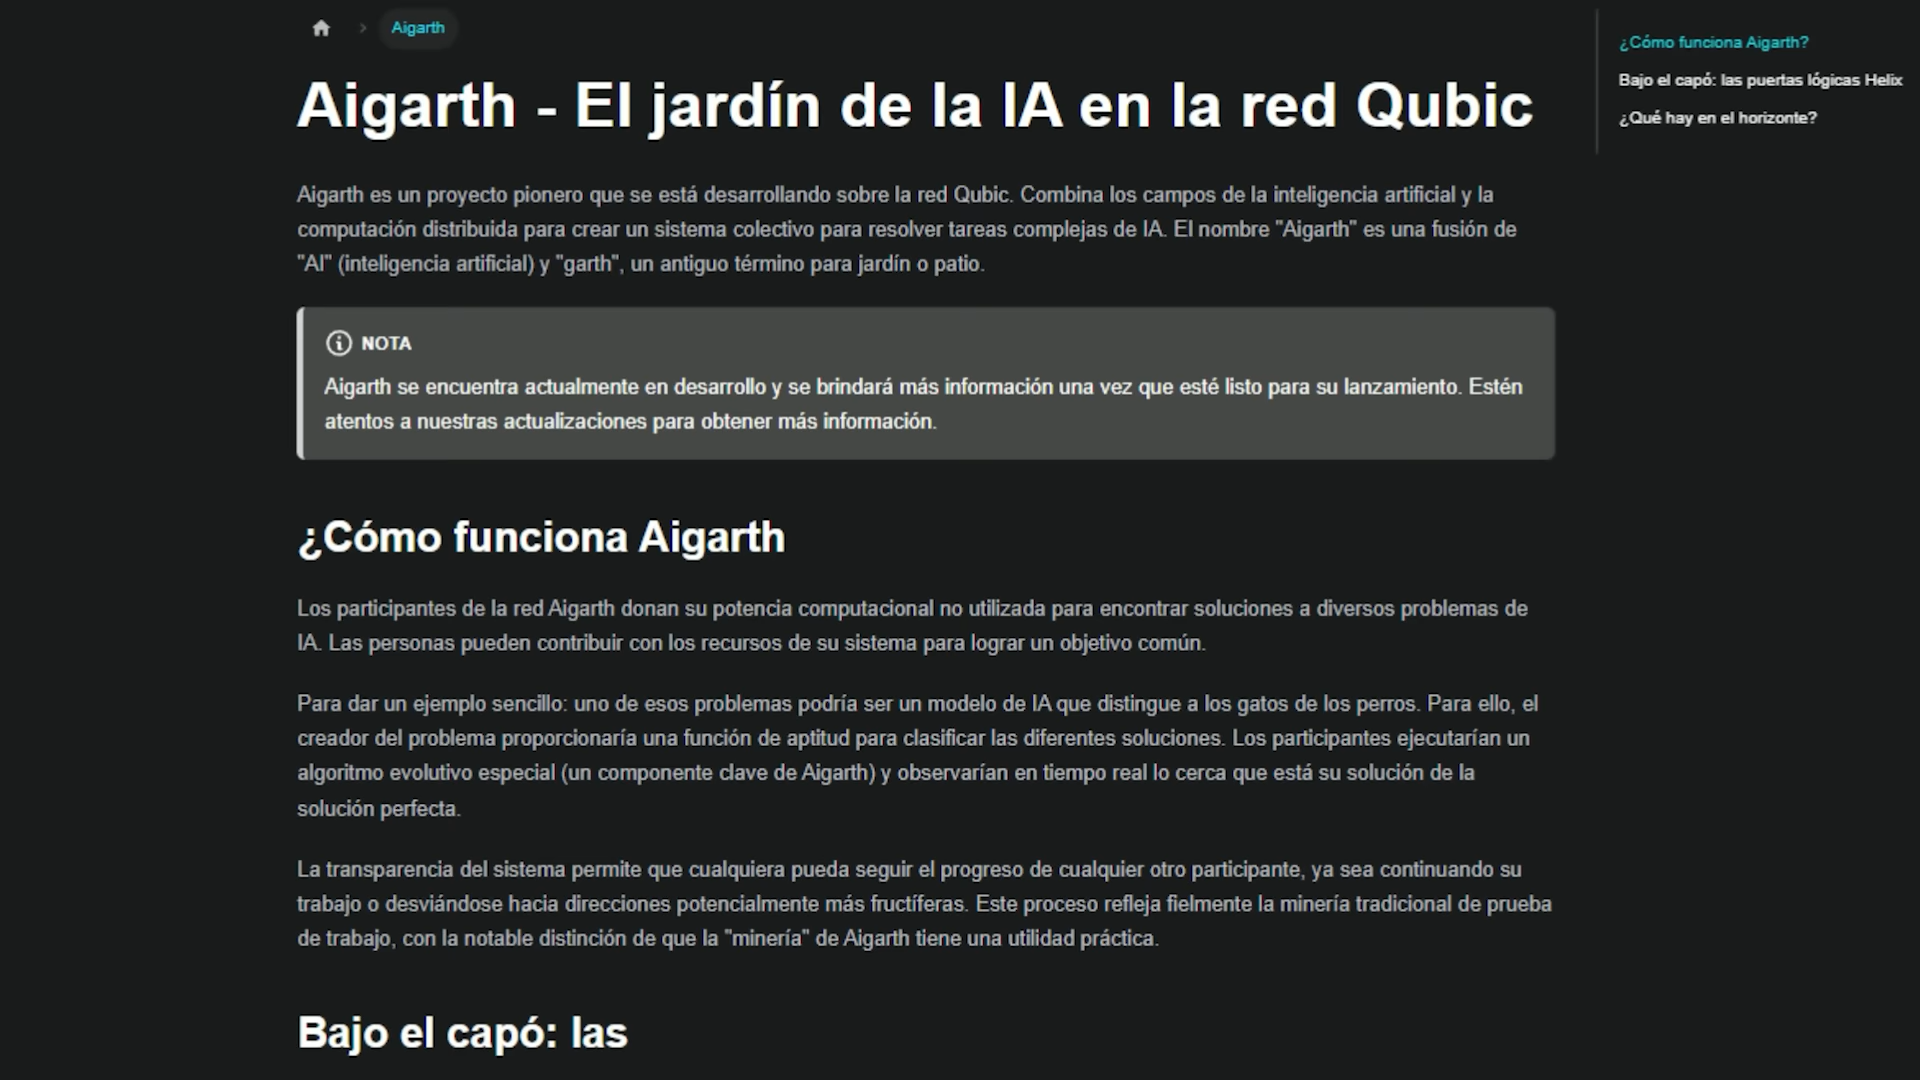 Aigarth
Aigarth - El jardín de la IA en la red Qubic
Aigarth es un proyecto pionero que se está desarrollando sobre la red Qubic. Combina los campos de la inteligencia artificial y la
computación distribuida para crear un sistema colectivo para resolver tareas complejas de IA. El nombre "Aigarth" es una fusión de
"AI" (inteligencia artificial) y "garth", un antiguo término para jardín o patio.
NOTA
Aigarth se encuentra actualmente en desarrollo y se brindará más información una vez que esté listo para su lanzamiento. Estén
atentos a nuestras actualizaciones para obtener más información.
¿Cómo funciona Aigarth
Los participantes de la red Aigarth donan su potencia computacional no utilizada para encontrar soluciones a diversos problemas de
IA. Las personas pueden contribuir con los recursos de su sistema para lograr un objetivo común.
Para dar un ejemplo sencillo: uno de esos problemas podría ser un modelo de IA que distingue a los gatos de los perros. Para ello, el
creador del problema proporcionaría una función de aptitud para clasificar las diferentes soluciones. Los participantes ejecutarían un
algoritmo evolutivo especial (un componente clave de Aigarth) y observarían en tiempo real lo cerca que está su solución de la
solución perfecta.
La transparencia del sistema permite que cualquiera pueda seguir el progreso de cualquier otro participante, ya sea continuando su
trabajo o desviándose hacia direcciones potencialmente más fructíferas. Este proceso refleja fielmente la minería tradicional de prueba
de trabajo, con la notable distinción de que la "minería" de Aigarth tiene una utilidad práctica.
Bajo el capó: las
¿Cómo funciona Aigarth?
Bajo el capó: las puertas lógicas Helix
¿Qué hay en el horizonte?